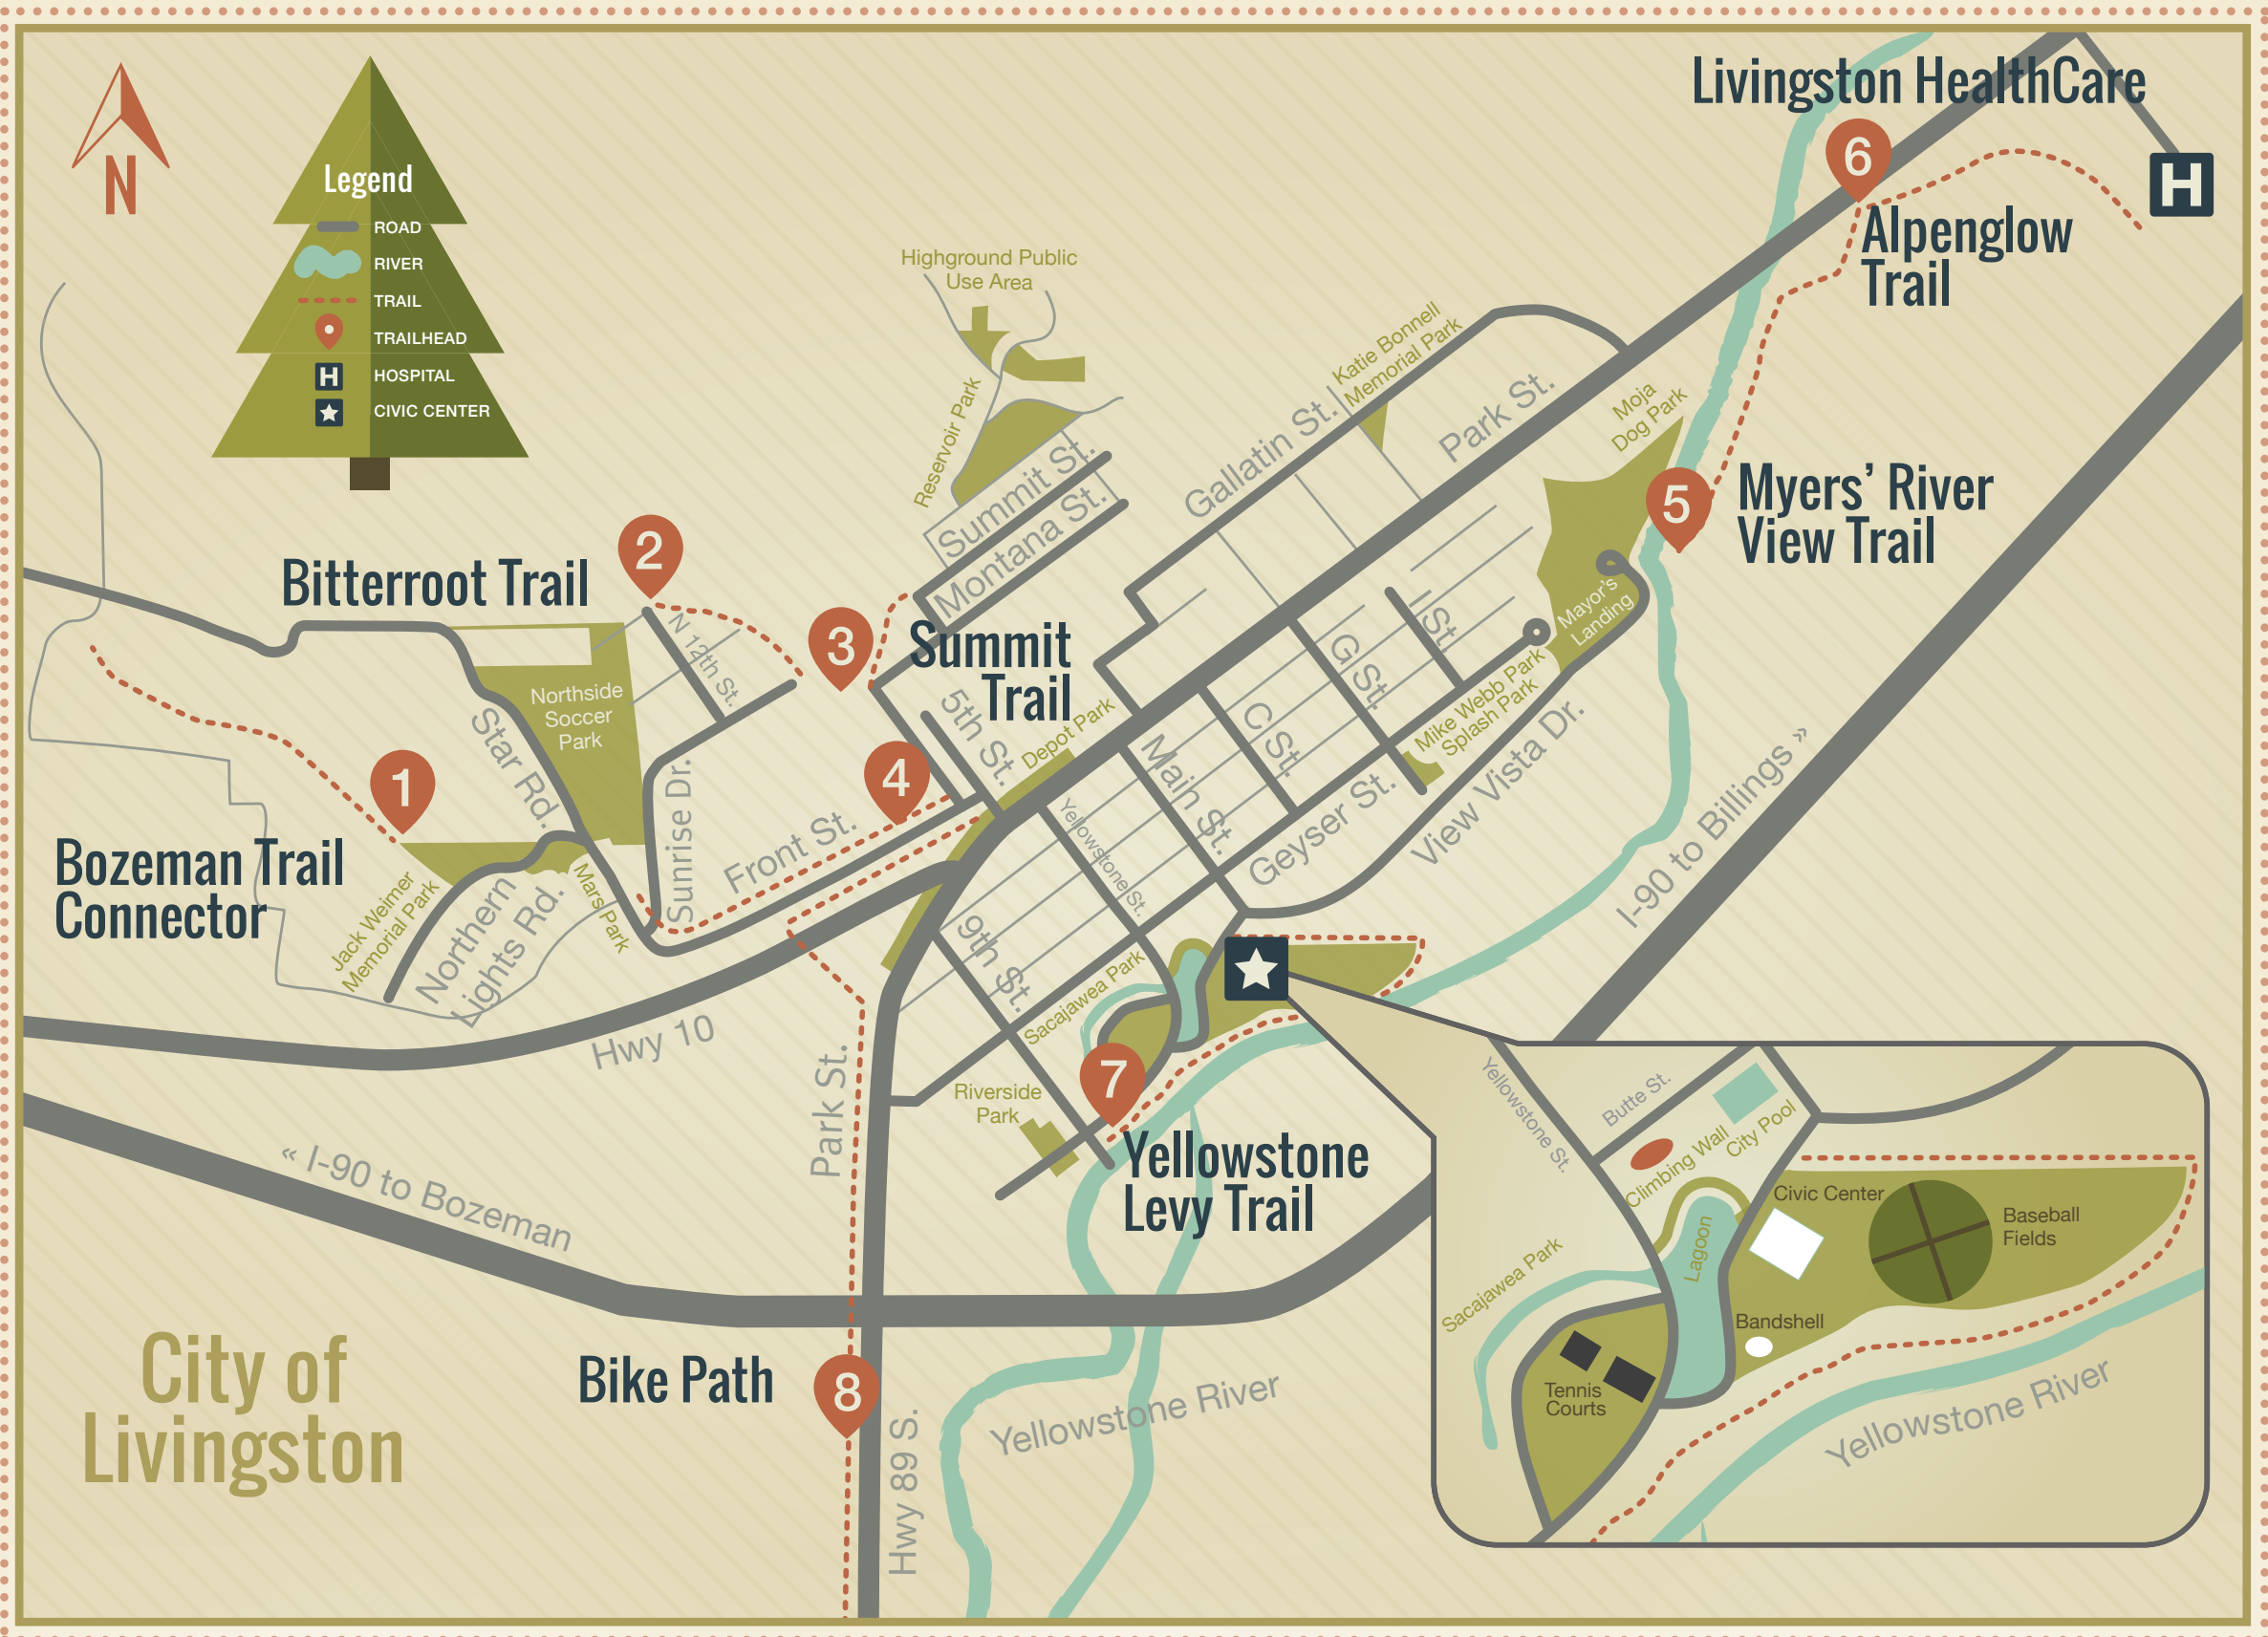 N
Legend
ROAD
RIVER
TRAIL
TRAILHEAD
H
HOSPITAL
CIVIC CENTER
Livingston HealthCare
6
H
Alpenglow
Trail
Highground Public
Use Area
Reservoir Park
Summit St.
Montana St.
Gallatin St.
Katie Bonnell
Memorial Park
Park St.
Moja
Dog Park
5
Myers’ River
View Trail
Mayor's
Landing
Bitterroot Trail
2
N 12th St.
3
Summit
Trail
Northside
Soccer
Park
Star Rd.
Sunrise Dr.
1
Bozeman Trail
Connector
Jack Weimer
Memorial Park
Northern
Lights Rd.
Mars Park
4
Front St.
5th St.
Depot Park
Main St.
C St.
G St.
I St.
Mike Webb Park
Splash Park
View Vista Dr.
Geyser St.
Yellowstone St.
9th St.
Sacajawea Park
I-90 to Billings »
Hwy 10
Park St.
Riverside
Park
7
Yellowstone
Levy Trail
« I-90 to Bozeman
Bike Path
8
Hwy 89 S.
Yellowstone River
City of
Livingston
Yellowstone St.
Butte St.
Climbing Wall
City Pool
Lagoon
Civic Center
Baseball
Fields
Sacajawea Park
Bandshell
Tennis
Courts
Yellowstone River